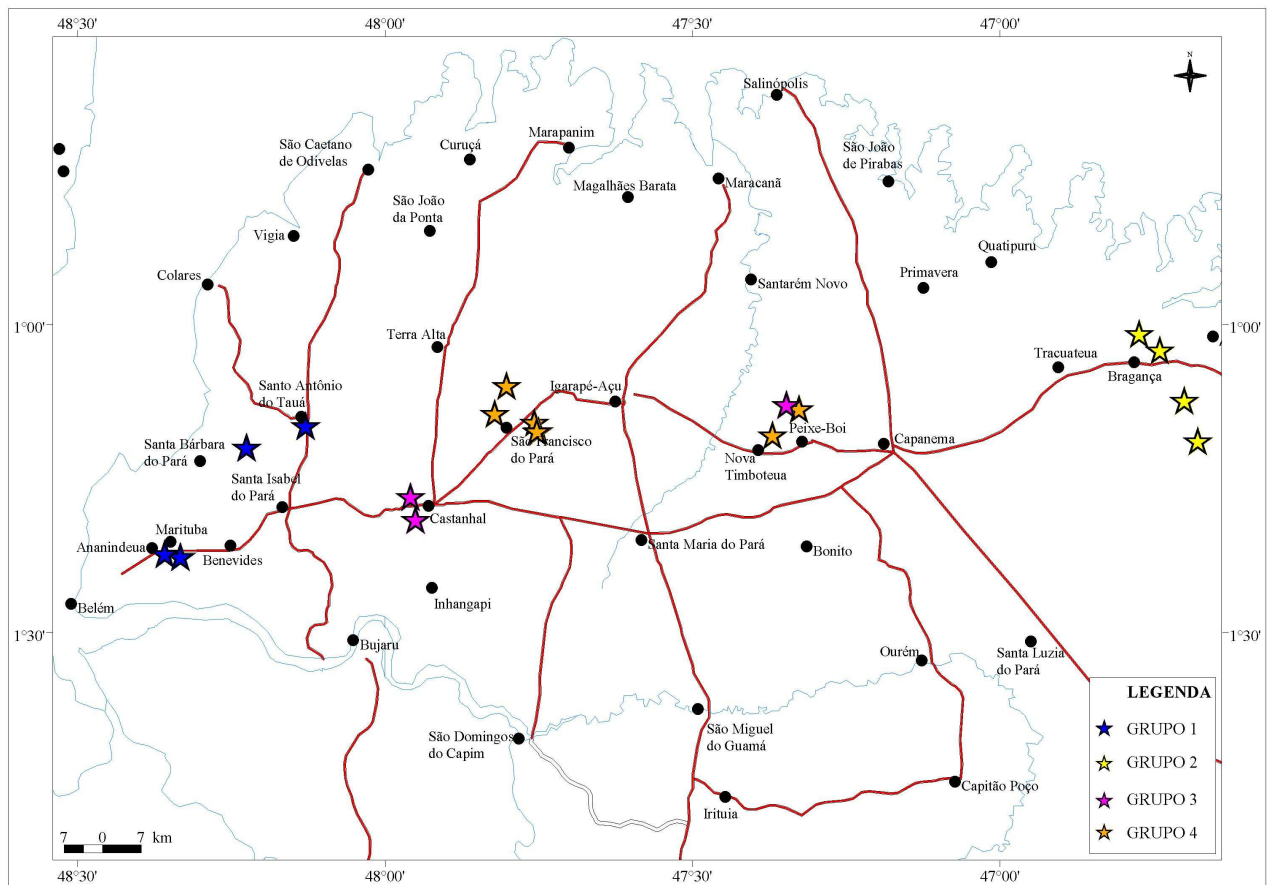 48°30'
48°00'
47°30'
47°00'
N
Salinópolis
Marapanim
Curuçá
São Caetano
de Odívelas
São João
de Pirabas
Magalhães Barata
Maracanã
São João
da Ponta
Vigia
Quatipuru
Colares
Santarém Novo
Primavera
1°00'
1°00'
Terra Alta
Tracuateua
Bragança
Santo Antônio
do Tauá
Igarapé-Açu
Santa Bárbara
do Pará
São Francisco
do Pará
Peixe-Boi
Capanema
Nova
Timboteua
Santa Isabel
do Pará
Castanhal
Marituba
Ananindeua
Benevides
Santa Maria do Pará
Bonito
Inhangapi
Belém
1°30'
1°30'
Bujaru
Ourém
Santa Luzia
do Pará
São Domingos
do Capim
São Miguel
do Guamá
Capitão Poço
Irituia
LEGENDA
GRUPO 1
GRUPO 2
GRUPO 3
GRUPO 4
7 0 7 km
48°30'
48°00'
47°30'
47°00'